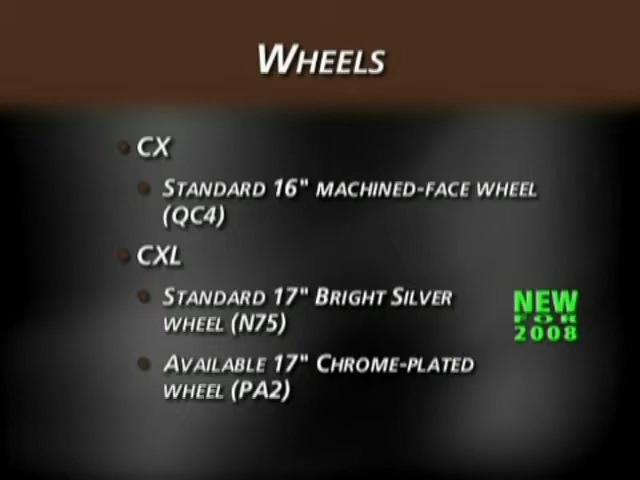 WHEELS
CX
STANDARD 16" MACHINED-FACE WHEEL
(QC4)
CXL
STANDARD 17" BRIGHT SILVER
WHEEL (N75)
NEW
FOR
2008
AVAILABLE 17" CHROME-PLATED
WHEEL (PA2)